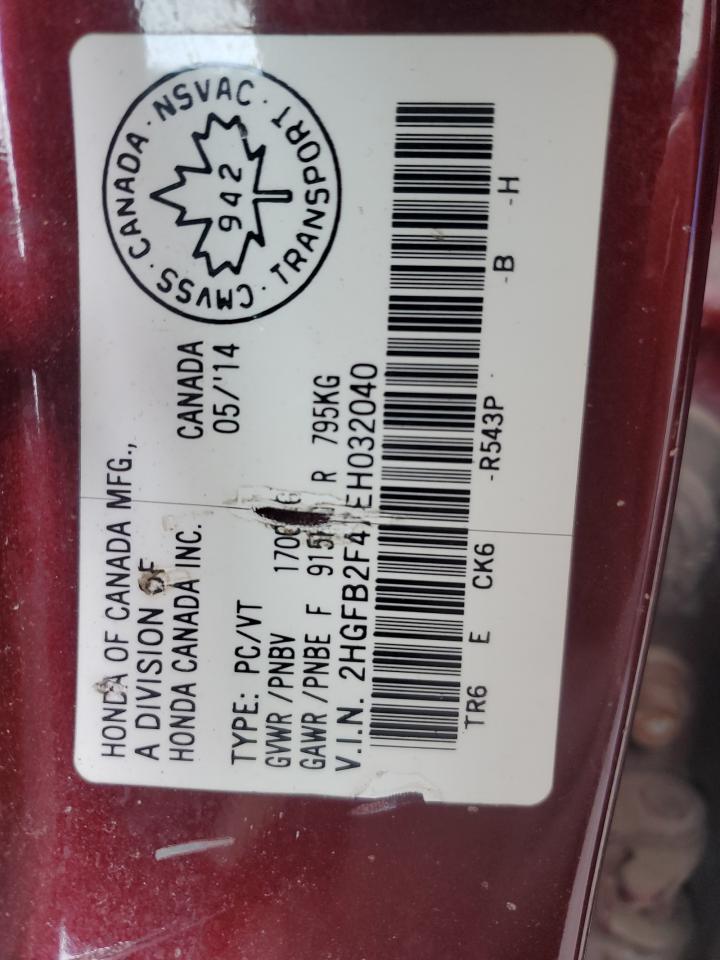 CMVSS · CANADA · NSVAC · TRANSPORT ·
942
HONDA OF CANADA MFG.,
A DIVISION OF
HONDA CANADA INC.
CANADA
05/'14
TYPE: PC/VT
GVWR /PNBV
GAWR /PNBE F 915 R 795KG
V.I.N. 2HGFB2F4 EH032040
TR6 E CK6 -R543P -B -H